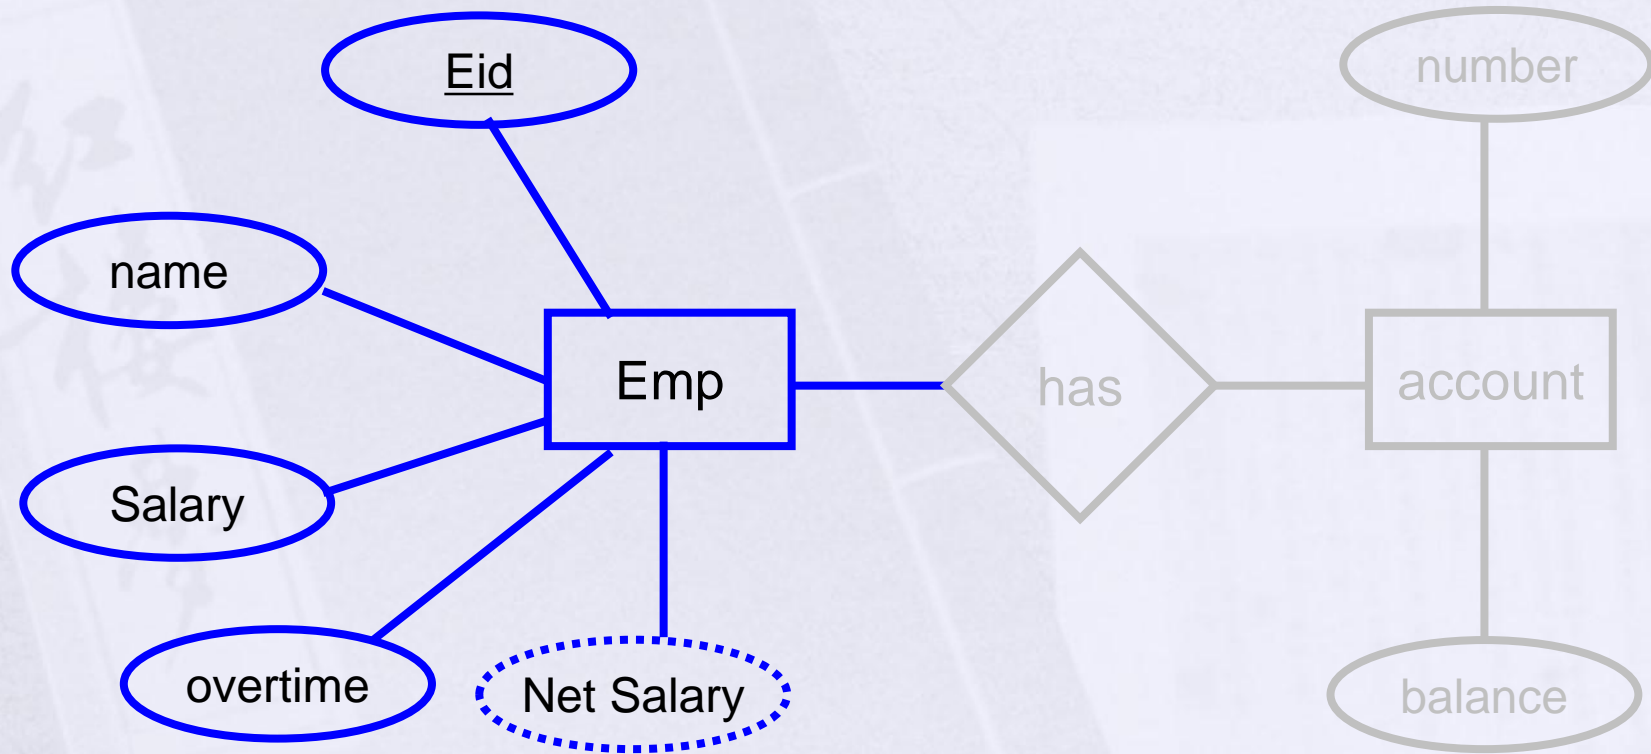 Eid
number
name
Emp
has
account
Salary
overtime
Net Salary
balance